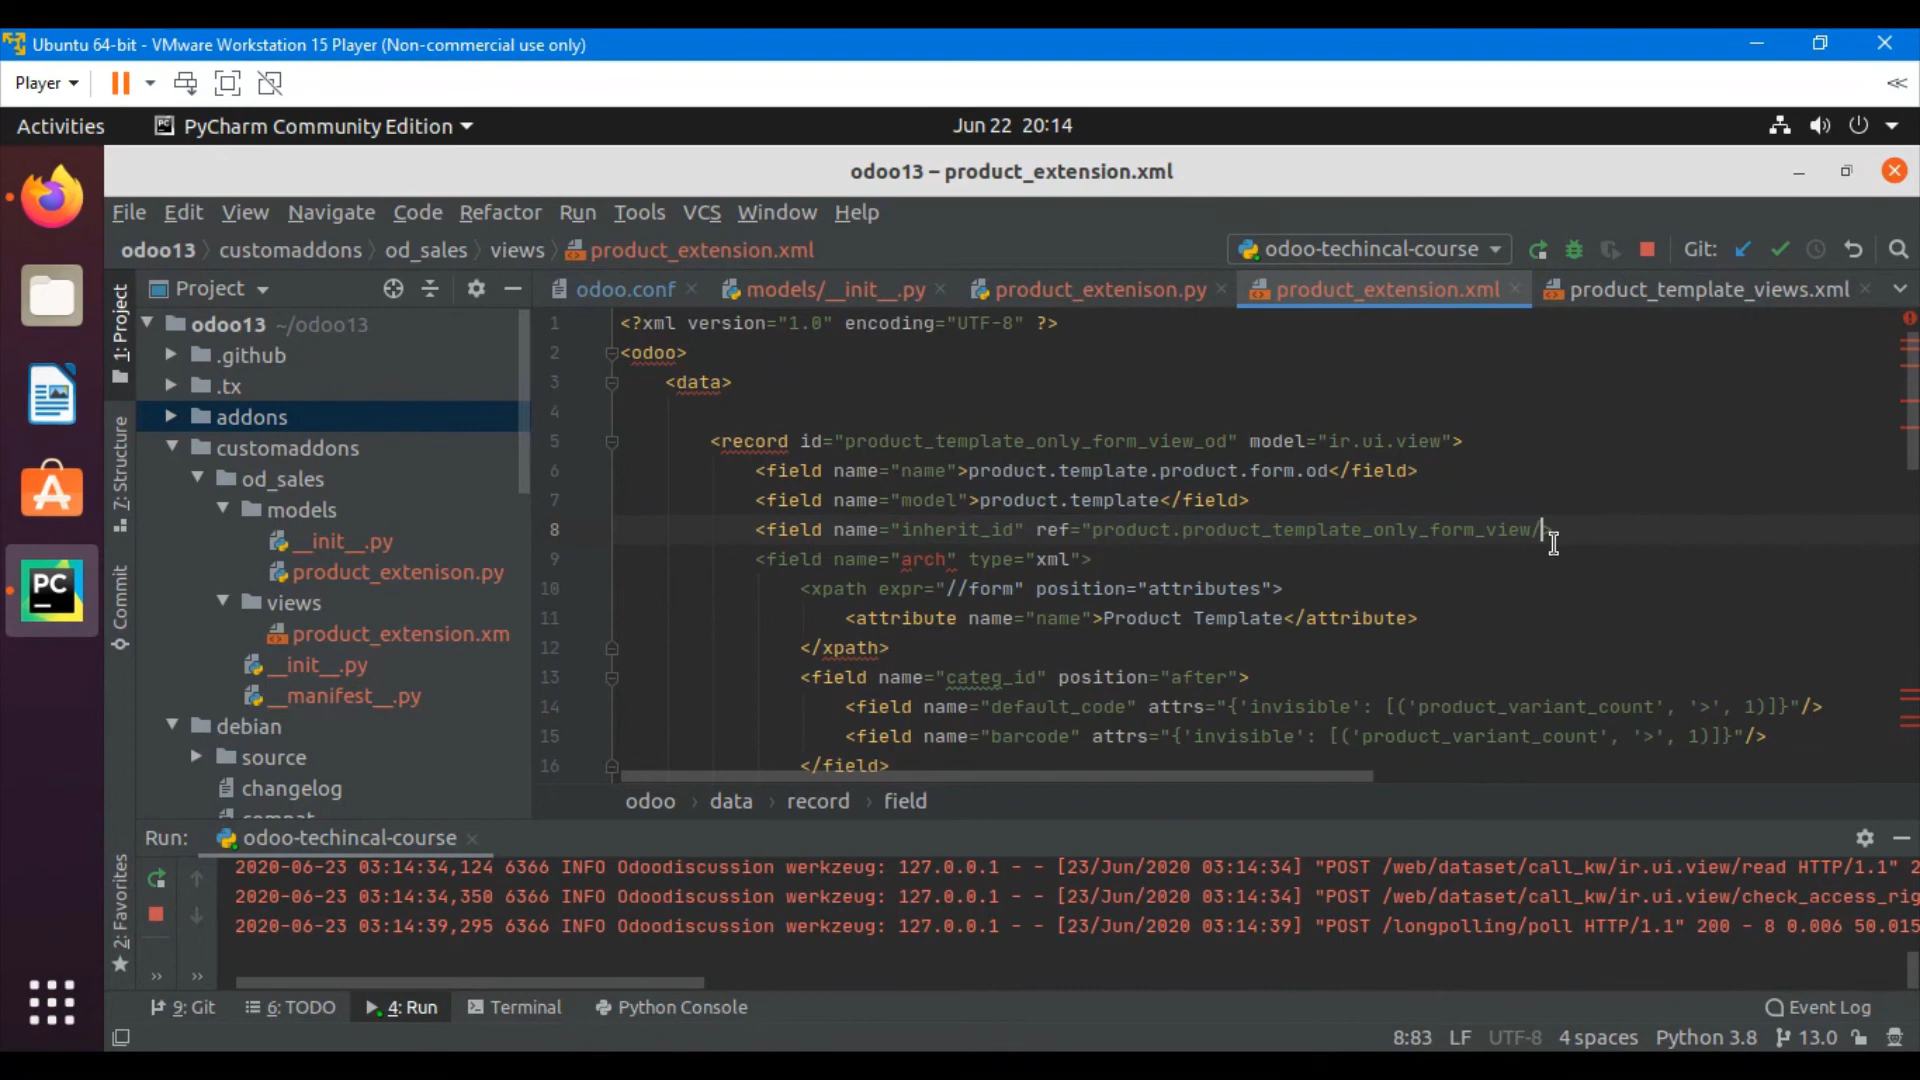 Ubuntu 64-bit - VMware Workstation 15 Player (Non-commercial use only)
Player
Activities
PyCharm Community Edition
Jun 22 20:14
odoo13 – product_extension.xml
File Edit View Navigate Code Refactor Run Tools VCS Window Help
odoo13 customaddons od_sales views product_extension.xml
odoo-techincal-course
Git:
Project
odoo.conf
models/__init__.py
product_extenison.py
product_extension.xml
product_template_views.xml
1: Project
7: Structure
Commit
2: Favorites
odoo13 ~/odoo13
.github
.tx
addons
customaddons
od_sales
models
__init__.py
product_extenison.py
views
product_extension.xm
__init__.py
__manifest__.py
debian
source
changelog
1 <?xml version="1.0" encoding="UTF-8" ?>
2 <odoo>
3 <data>
4
5 <record id="product_template_only_form_view_od" model="ir.ui.view">
6 <field name="name">product.template.product.form.od</field>
7 <field name="model">product.template</field>
8 <field name="inherit_id" ref="product.product_template_only_form_view/>
9 <field name="arch" type="xml">
10 <xpath expr="//form" position="attributes">
11 <attribute name="name">Product Template</attribute>
12 </xpath>
13 <field name="categ_id" position="after">
14 <field name="default_code" attrs="{'invisible': [('product_variant_count', '>', 1)]}"/>
15 <field name="barcode" attrs="{'invisible': [('product_variant_count', '>', 1)]}"/>
16 </field>
odoo data record field
Run: odoo-techincal-course
2020-06-23 03:14:34,124 6366 INFO Odoodiscussion werkzeug: 127.0.0.1 - - [23/Jun/2020 03:14:34] "POST /web/dataset/call_kw/ir.ui.view/read HTTP/1.1" 2
2020-06-23 03:14:34,350 6366 INFO Odoodiscussion werkzeug: 127.0.0.1 - - [23/Jun/2020 03:14:34] "POST /web/dataset/call_kw/ir.ui.view/check_access_rig
2020-06-23 03:14:39,295 6366 INFO Odoodiscussion werkzeug: 127.0.0.1 - - [23/Jun/2020 03:14:39] "POST /longpolling/poll HTTP/1.1" 200 - 8 0.006 50.015
9: Git 6: TODO 4: Run Terminal Python Console Event Log
8:83 LF UTF-8 4 spaces Python 3.8 13.0